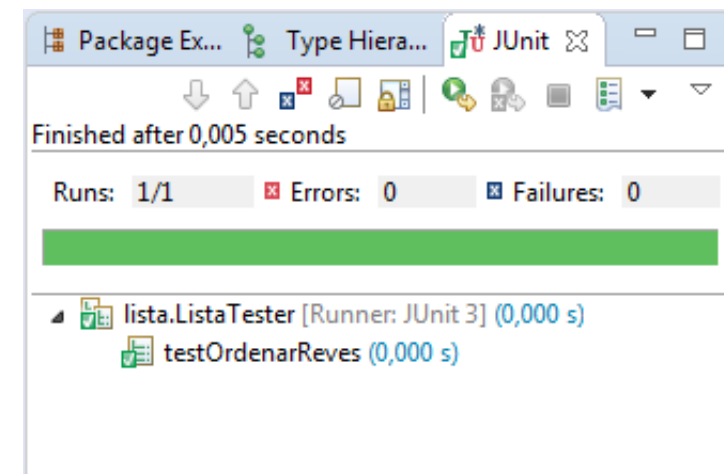 Package Ex... Type Hiera... JUnit
Finished after 0,005 seconds
Runs: 1/1 Errors: 0 Failures: 0
lista.ListaTester [Runner: JUnit 3] (0,000 s)
testOrdenarReves (0,000 s)